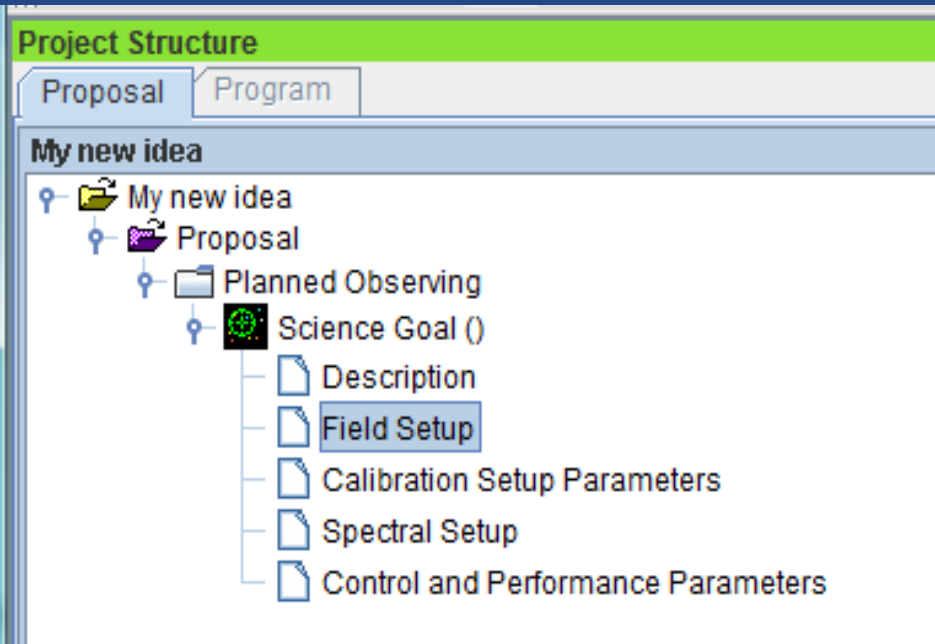 Project Structure
Proposal Program
My new idea
My new idea
Proposal
Planned Observing
Science Goal ()
Description
Field Setup
Calibration Setup Parameters
Spectral Setup
Control and Performance Parameters